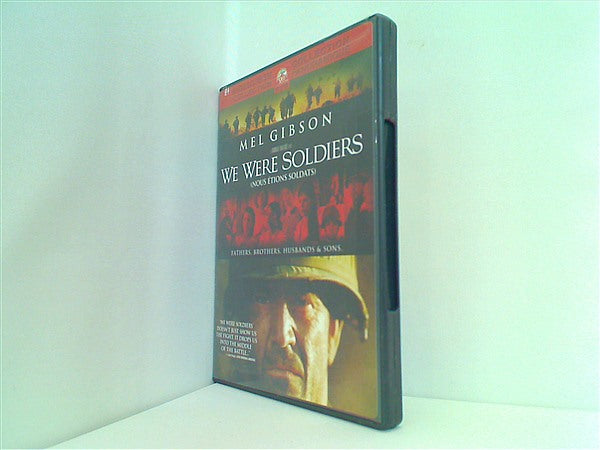 MEL GIBSON
WE WERE SOLDIERS
(NOUS ÉTIONS SOLDATS)
FATHERS, BROTHERS, HUSBANDS & SONS.
"WE WERE SOLDIERS
DOESN'T JUST SHOW US
THE FIGHT, IT DROPS US
INTO THE MIDDLE
OF THE BATTLE..."